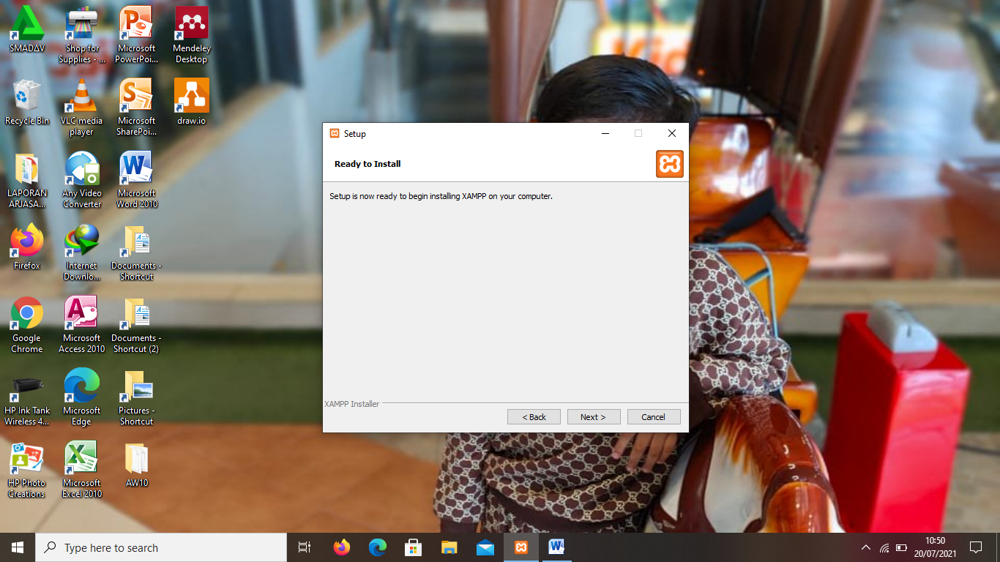 SMADΔV
Shop for
Supplies - ...
Microsoft
PowerPoi...
Mendeley
Desktop
Recycle Bin
VLC media
player
Microsoft
SharePoi...
draw.io
LAPORAN
ARJASA...
Any Video
Converter
Microsoft
Word 2010
Firefox
Internet
Downlo...
Documents -
Shortcut
Google
Chrome
Microsoft
Access 2010
Documents -
Shortcut (2)
HP Ink Tank
Wireless 4...
Microsoft
Edge
Pictures -
Shortcut
HP Photo
Creations
Microsoft
Excel 2010
AW10
Setup
Ready to Install
Setup is now ready to begin installing XAMPP on your computer.
XAMPP Installer
< Back
Next >
Cancel
Type here to search
10:50
20/07/2021